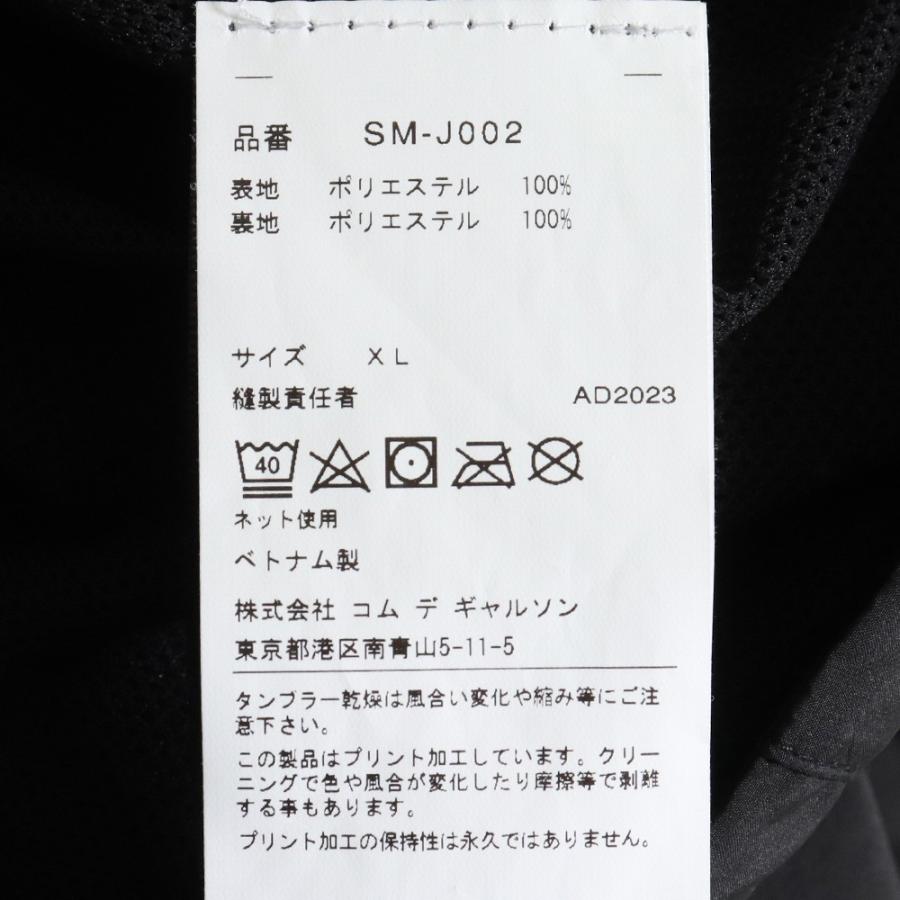 品番 SM-J002
表地 ポリエステル 100%
裏地 ポリエステル 100%
サイズ XL
縫製責任者 AD2023
40
ネット使用
ベトナム製
株式会社 コム デ ギャルソン
東京都港区南青山5-11-5
タンブラー乾燥は風合い変化や縮み等にご注
意下さい。
この製品はプリント加工しています。クリー
ニングで色や風合が変化したり摩擦等で剥離
する事もあります。
プリント加工の保持性は永久ではありません。